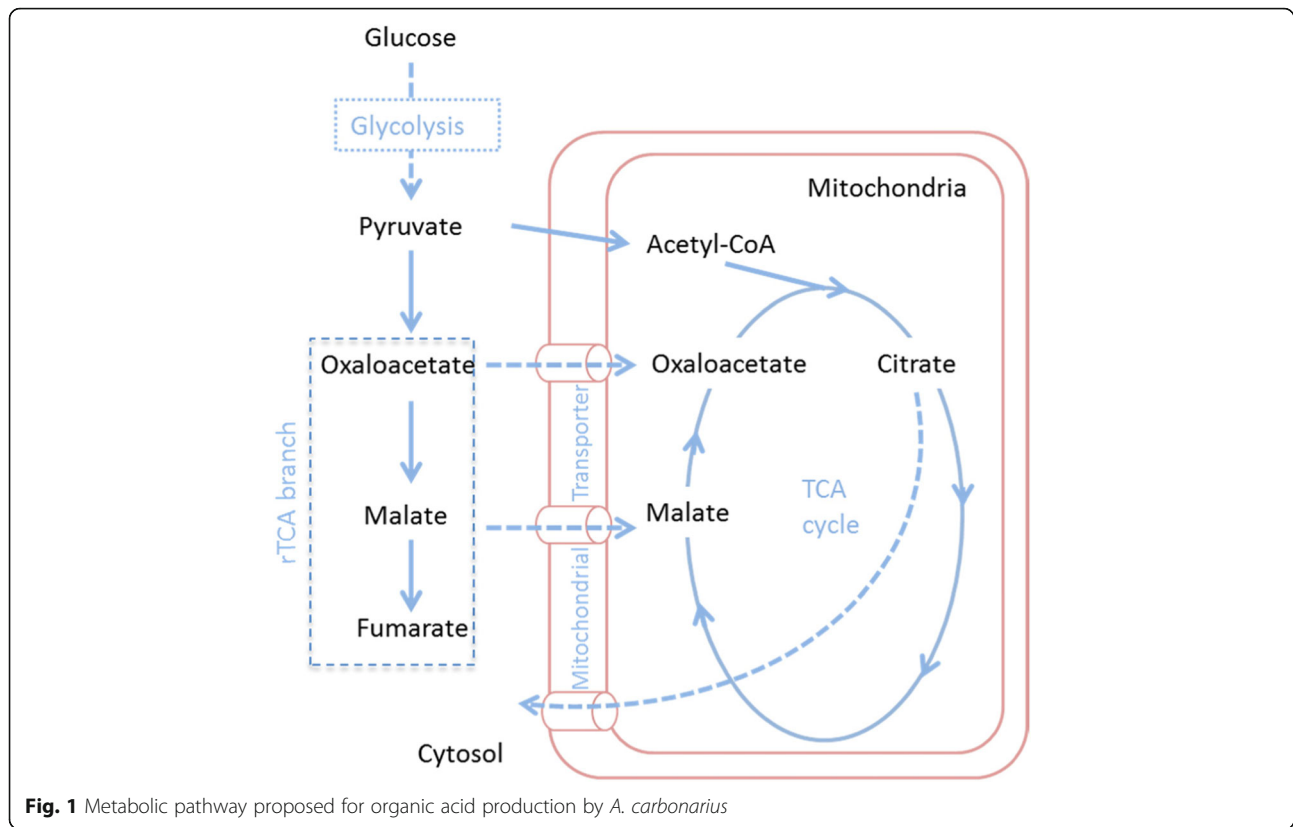 Glucose
Glycolysis
Mitochondria
Pyruvate
Acetyl-CoA
Oxaloacetate
Oxaloacetate
Citrate
rTCA branch
Mitochondrial Transporter
Malate
Malate
TCA
cycle
Fumarate
Cytosol
Fig. 1 Metabolic pathway proposed for organic acid production by A. carbonarius